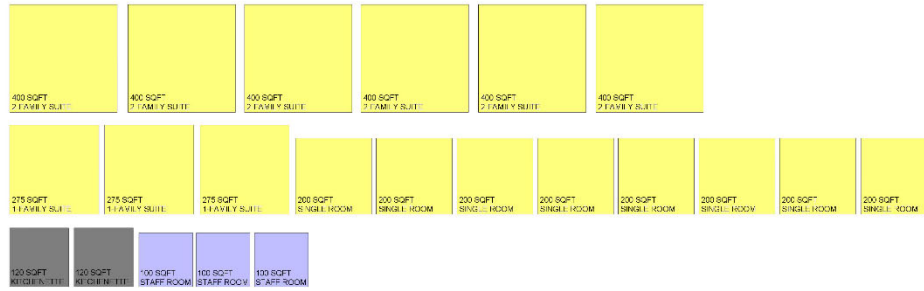 400 SQFT
2 FAMILY SUITE
400 SQFT
2 FAMILY SUITE
400 SQFT
2 FAMILY SUITE
400 SQFT
2 FAMILY SUITE
400 SQFT
2 FAMILY SUITE
400 SQFT
2 FAMILY SUITE
275 SQFT
1-FAMILY SUITE
275 SQFT
1-FAMILY SUITE
275 SQFT
1-FAMILY SUITE
200 SQFT
SINGLE ROOM
200 SQFT
SINGLE ROOM
200 SQFT
SINGLE ROOM
200 SQFT
SINGLE ROOM
200 SQFT
SINGLE ROOM
200 SQFT
SINGLE ROOM
200 SQFT
SINGLE ROOM
200 SQFT
SINGLE ROOM
120 SQFT
KITCHENETTE
120 SQFT
KITCHENETTE
100 SQFT
STAFF ROOM
100 SQFT
STAFF ROOM
100 SQFT
STAFF ROOM